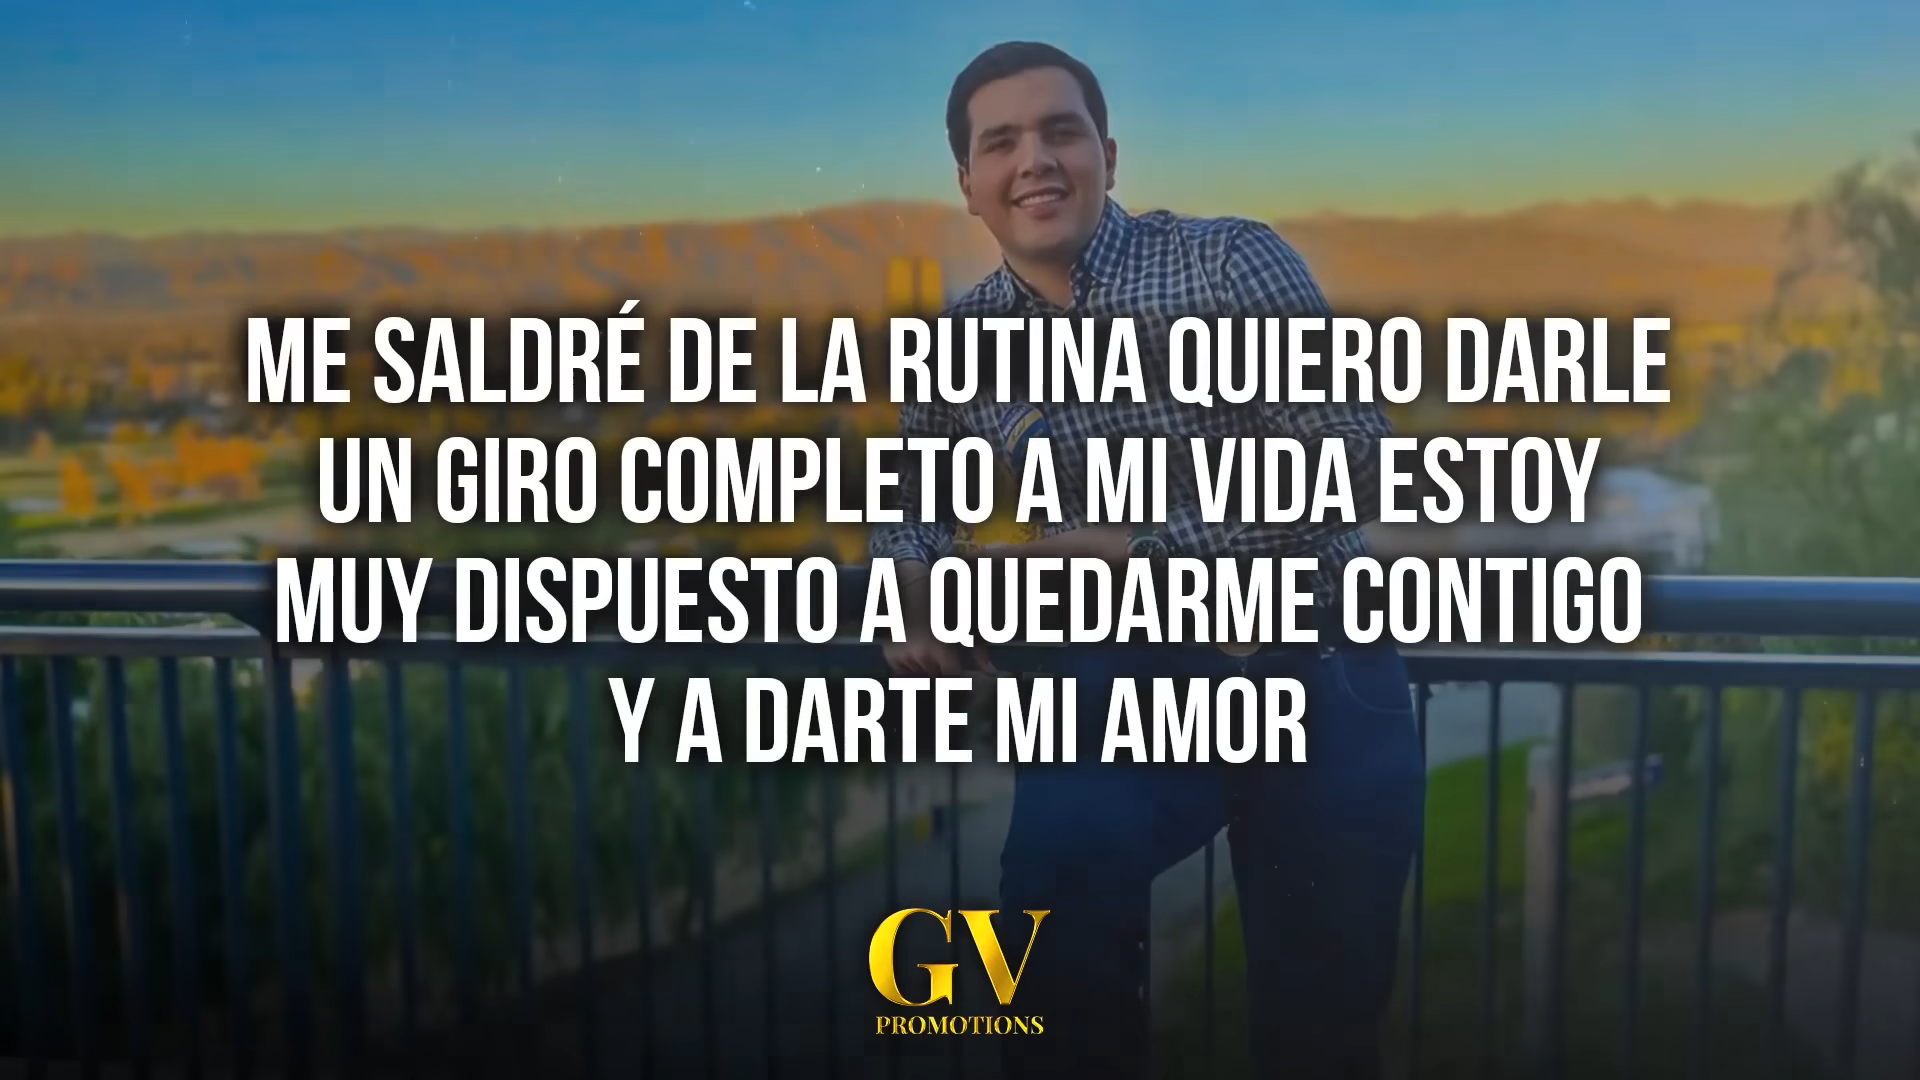 ME SALDRÉ DE LA RUTINA QUIERO DARLE
UN GIRO COMPLETO A MI VIDA ESTOY
MUY DISPUESTO A QUEDARME CONTIGO
Y A DARTE MI AMOR
GV
PROMOTIONS